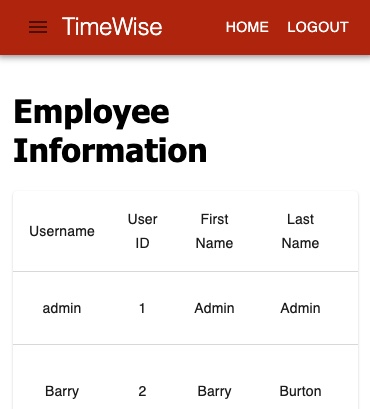 TimeWise HOME LOGOUT
Employee
Information
Username User ID First Name Last Name
admin 1 Admin Admin
Barry 2 Barry Burton